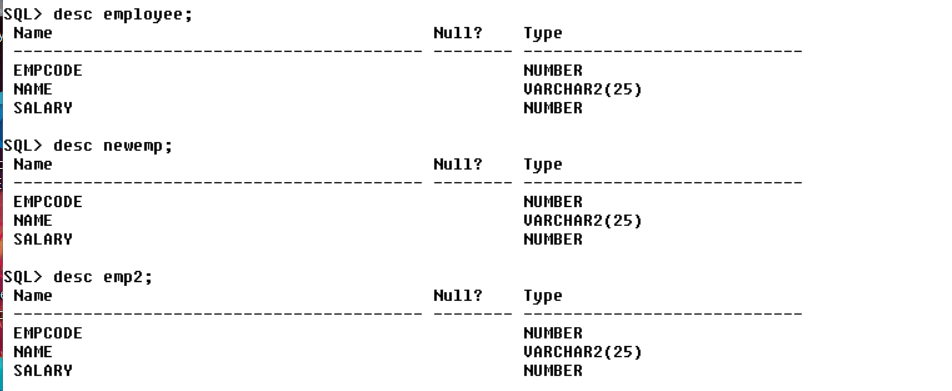 SQL> desc employee;
Name Null? Type
----------------------------------------- -------- ----------------------------
EMPCODE NUMBER
NAME VARCHAR2(25)
SALARY NUMBER
SQL> desc newemp;
Name Null? Type
----------------------------------------- -------- ----------------------------
EMPCODE NUMBER
NAME VARCHAR2(25)
SALARY NUMBER
SQL> desc emp2;
Name Null? Type
----------------------------------------- -------- ----------------------------
EMPCODE NUMBER
NAME VARCHAR2(25)
SALARY NUMBER